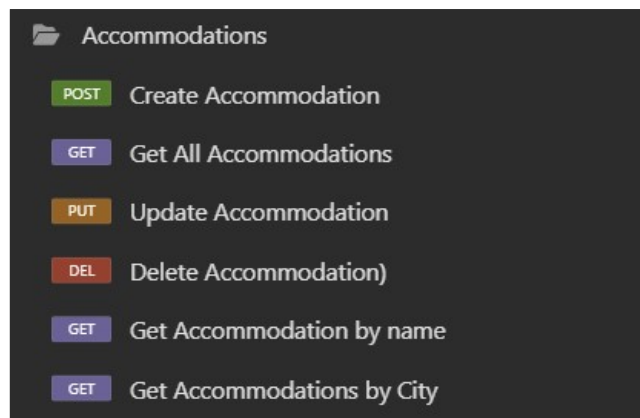 Accommodations
POST Create Accommodation
GET Get All Accommodations
PUT Update Accommodation
DEL Delete Accommodation)
GET Get Accommodation by name
GET Get Accommodations by City